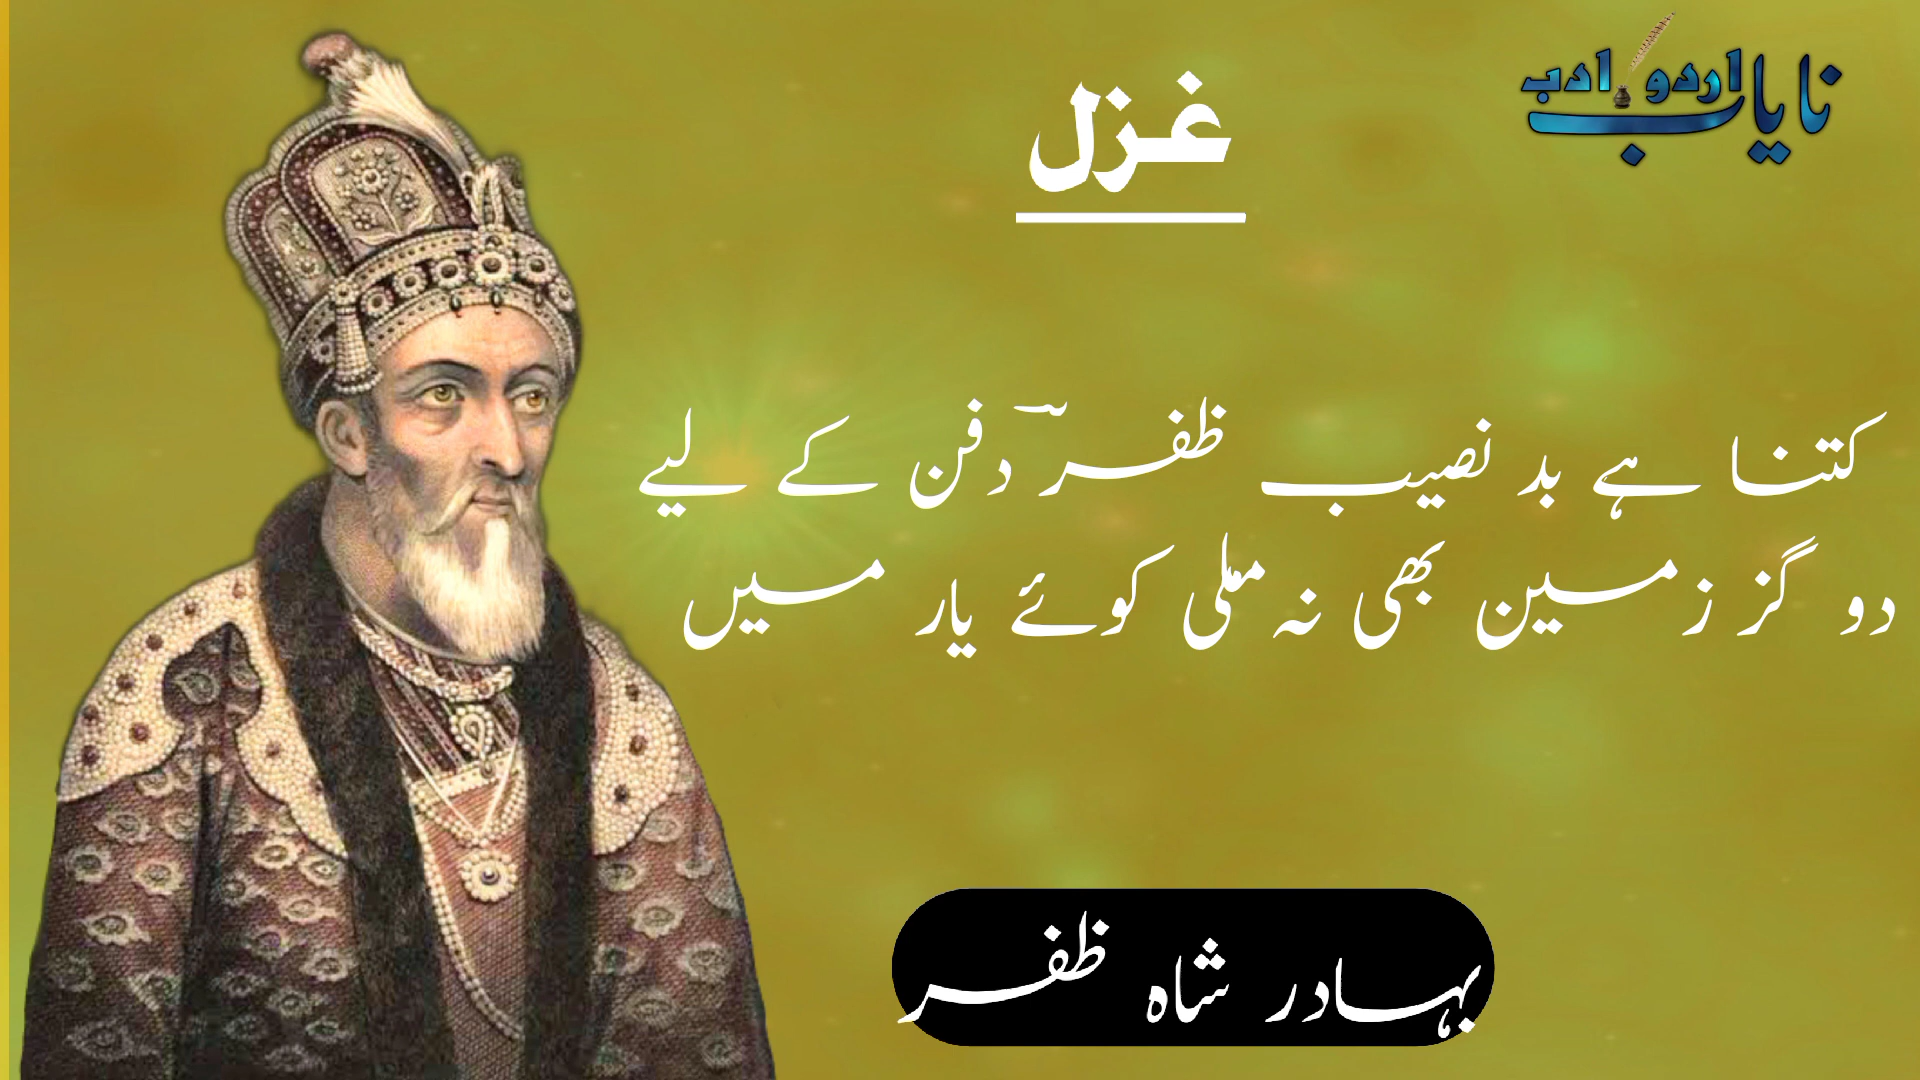 نایاب اردو ادب
غزل
کتنا ہے بد نصیب ظفرؔ دفن کے لیے
دو گز زمین بھی نہ ملی کوئے یار میں
بہادر شاہ ظفر